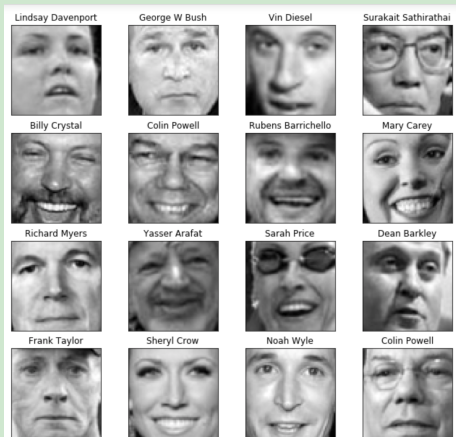 Lindsay Davenport George W Bush Vin Diesel Surakait Sathirathai
Billy Crystal Colin Powell Rubens Barrichello Mary Carey
Richard Myers Yasser Arafat Sarah Price Dean Barkley
Frank Taylor Sheryl Crow Noah Wyle Colin Powell